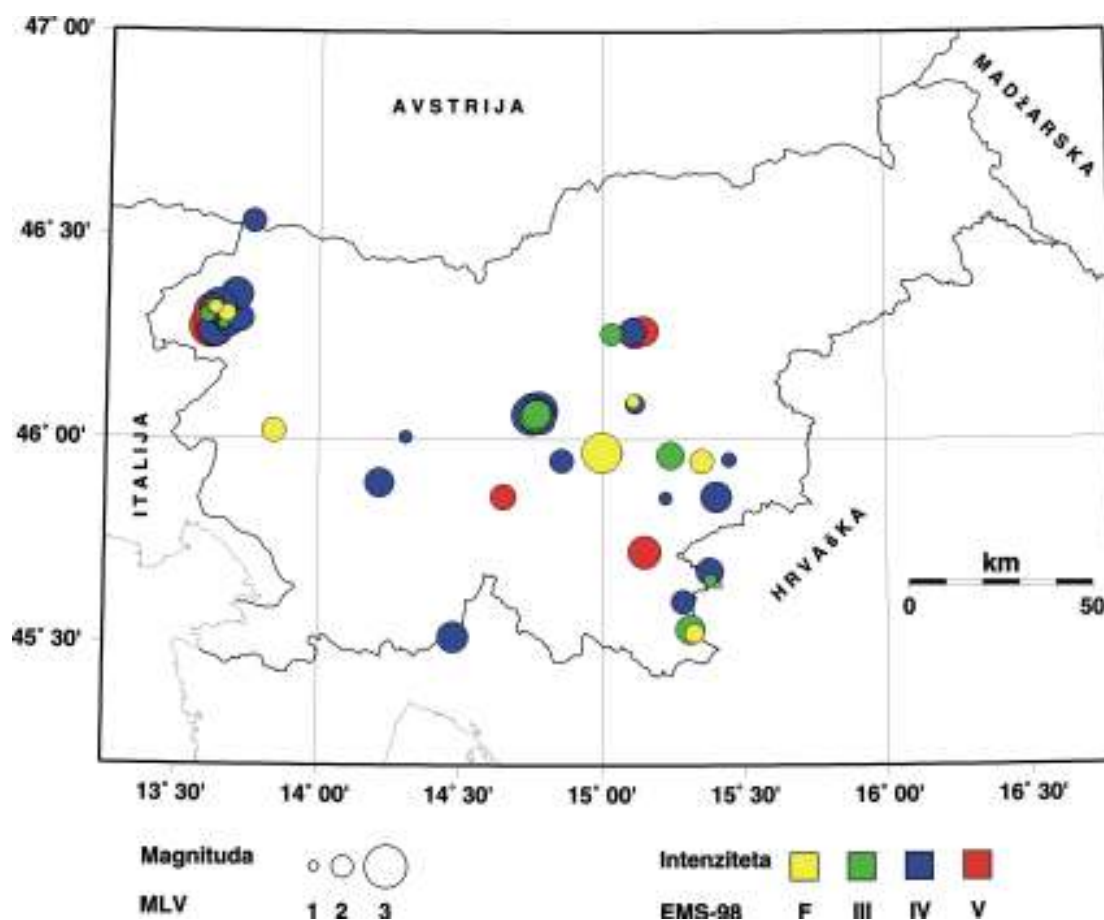 47° 00'
AVSTRIJA
MADŽARSKA
46° 30'
ITALIJA
46° 00'
HRVAŠKA
km
0 50
45° 30'
13° 30' 14° 00' 14° 30' 15° 00' 15° 30' 16° 00' 16° 30'
Magnituda Intenziteta
MLV 1 2 3 EMS-98 F III IV V